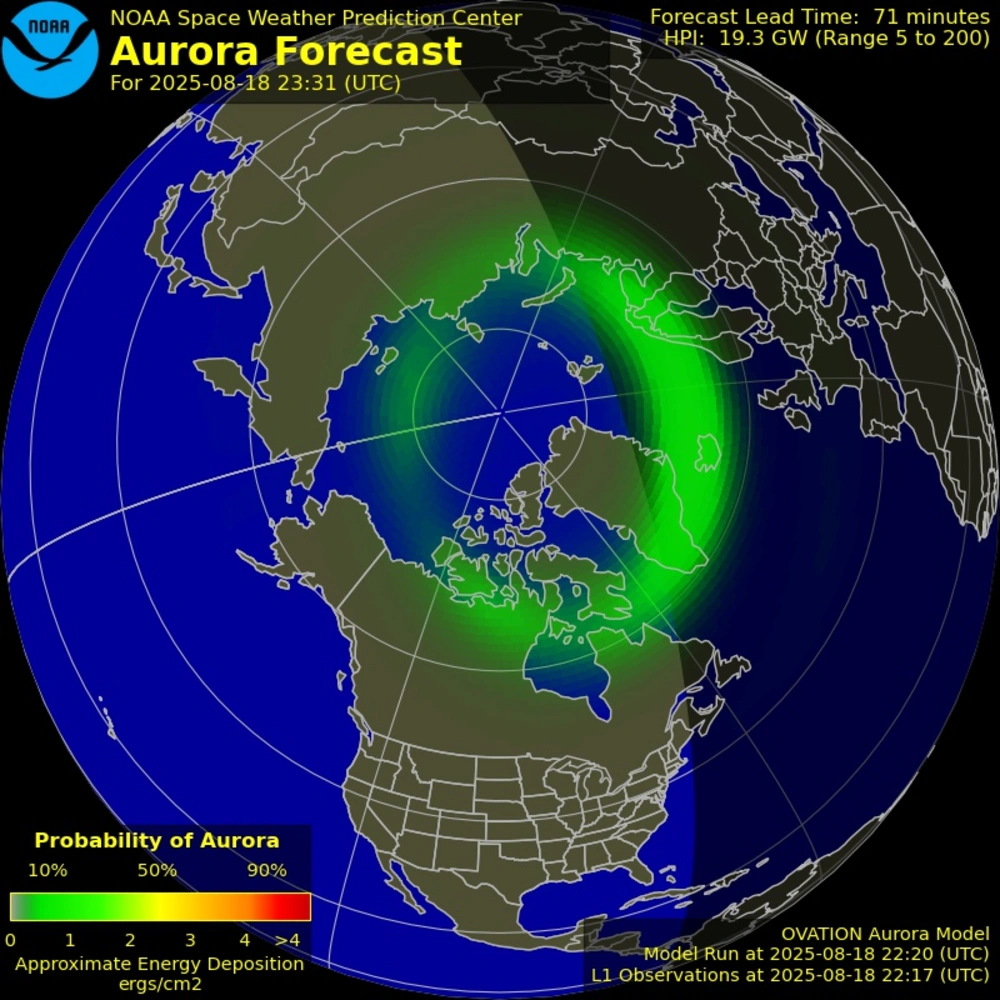 NOAA
NOAA Space Weather Prediction Center
Aurora Forecast
For 2025-08-18 23:31 (UTC)
Forecast Lead Time: 71 minutes
HPI: 19.3 GW (Range 5 to 200)
Probability of Aurora
10% 50% 90%
0 1 2 3 4 >4
Approximate Energy Deposition
ergs/cm2
OVATION Aurora Model
Model Run at 2025-08-18 22:20 (UTC)
L1 Observations at 2025-08-18 22:17 (UTC)